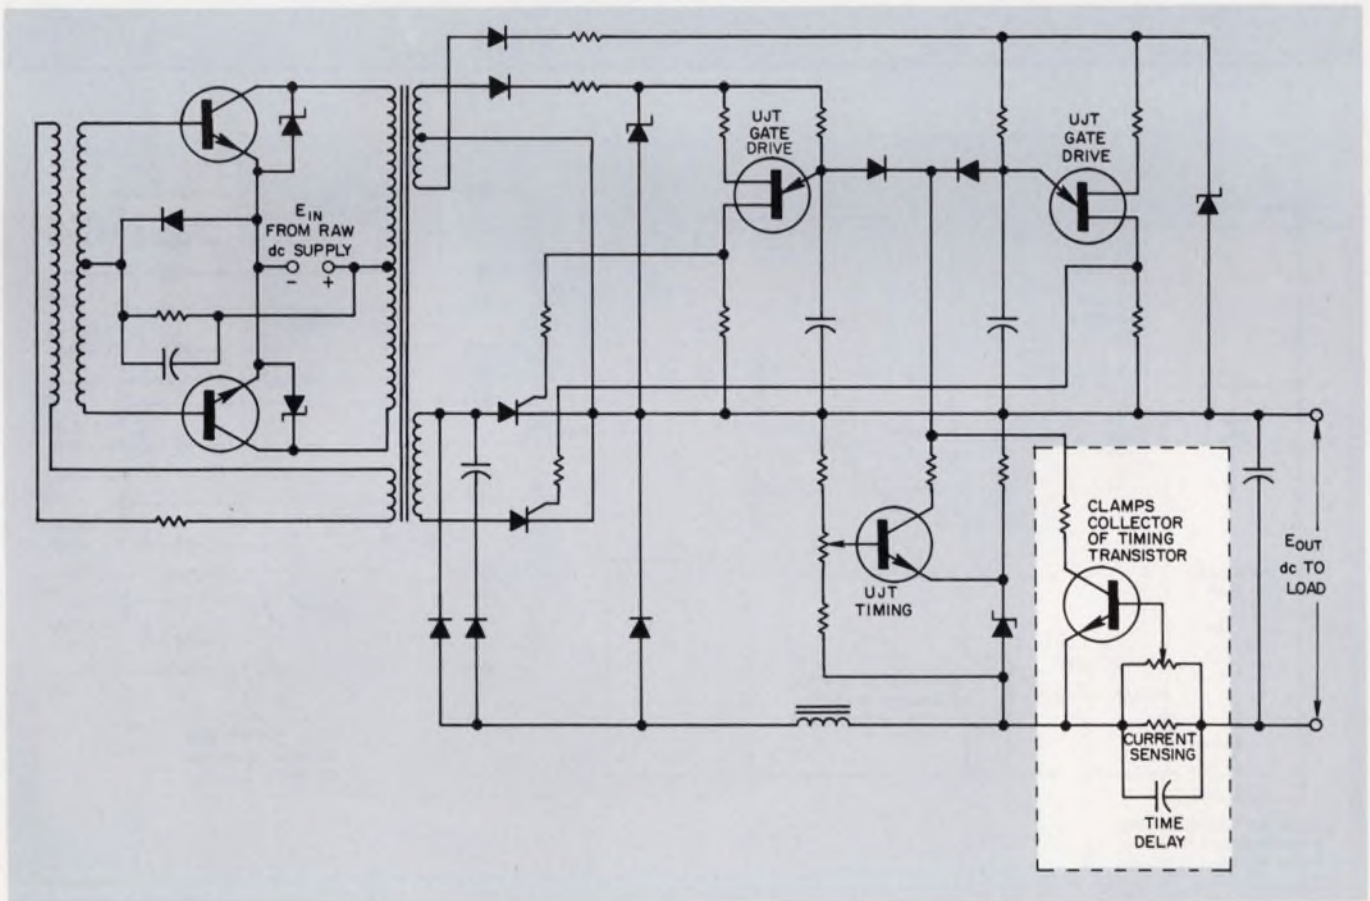 E IN
FROM RAW
dc SUPPLY
- +
UJT
GATE
DRIVE
UJT
GATE
DRIVE
UJT
TIMING
CLAMPS
COLLECTOR
OF TIMING
TRANSISTOR
CURRENT
SENSING
TIME
DELAY
E OUT
dc TO
LOAD